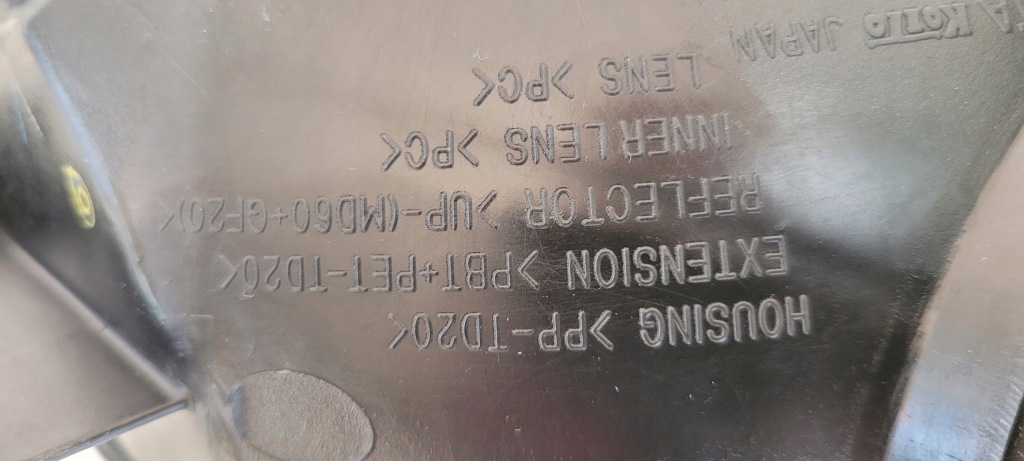 HOUSING >PP-TD20<
EXTENSION >PBT+PET-TD20<
REFLECTOR >UP-(MD60+GF20)<
INNER LENS >PC<
LENS >PC<
KOITO JAPAN